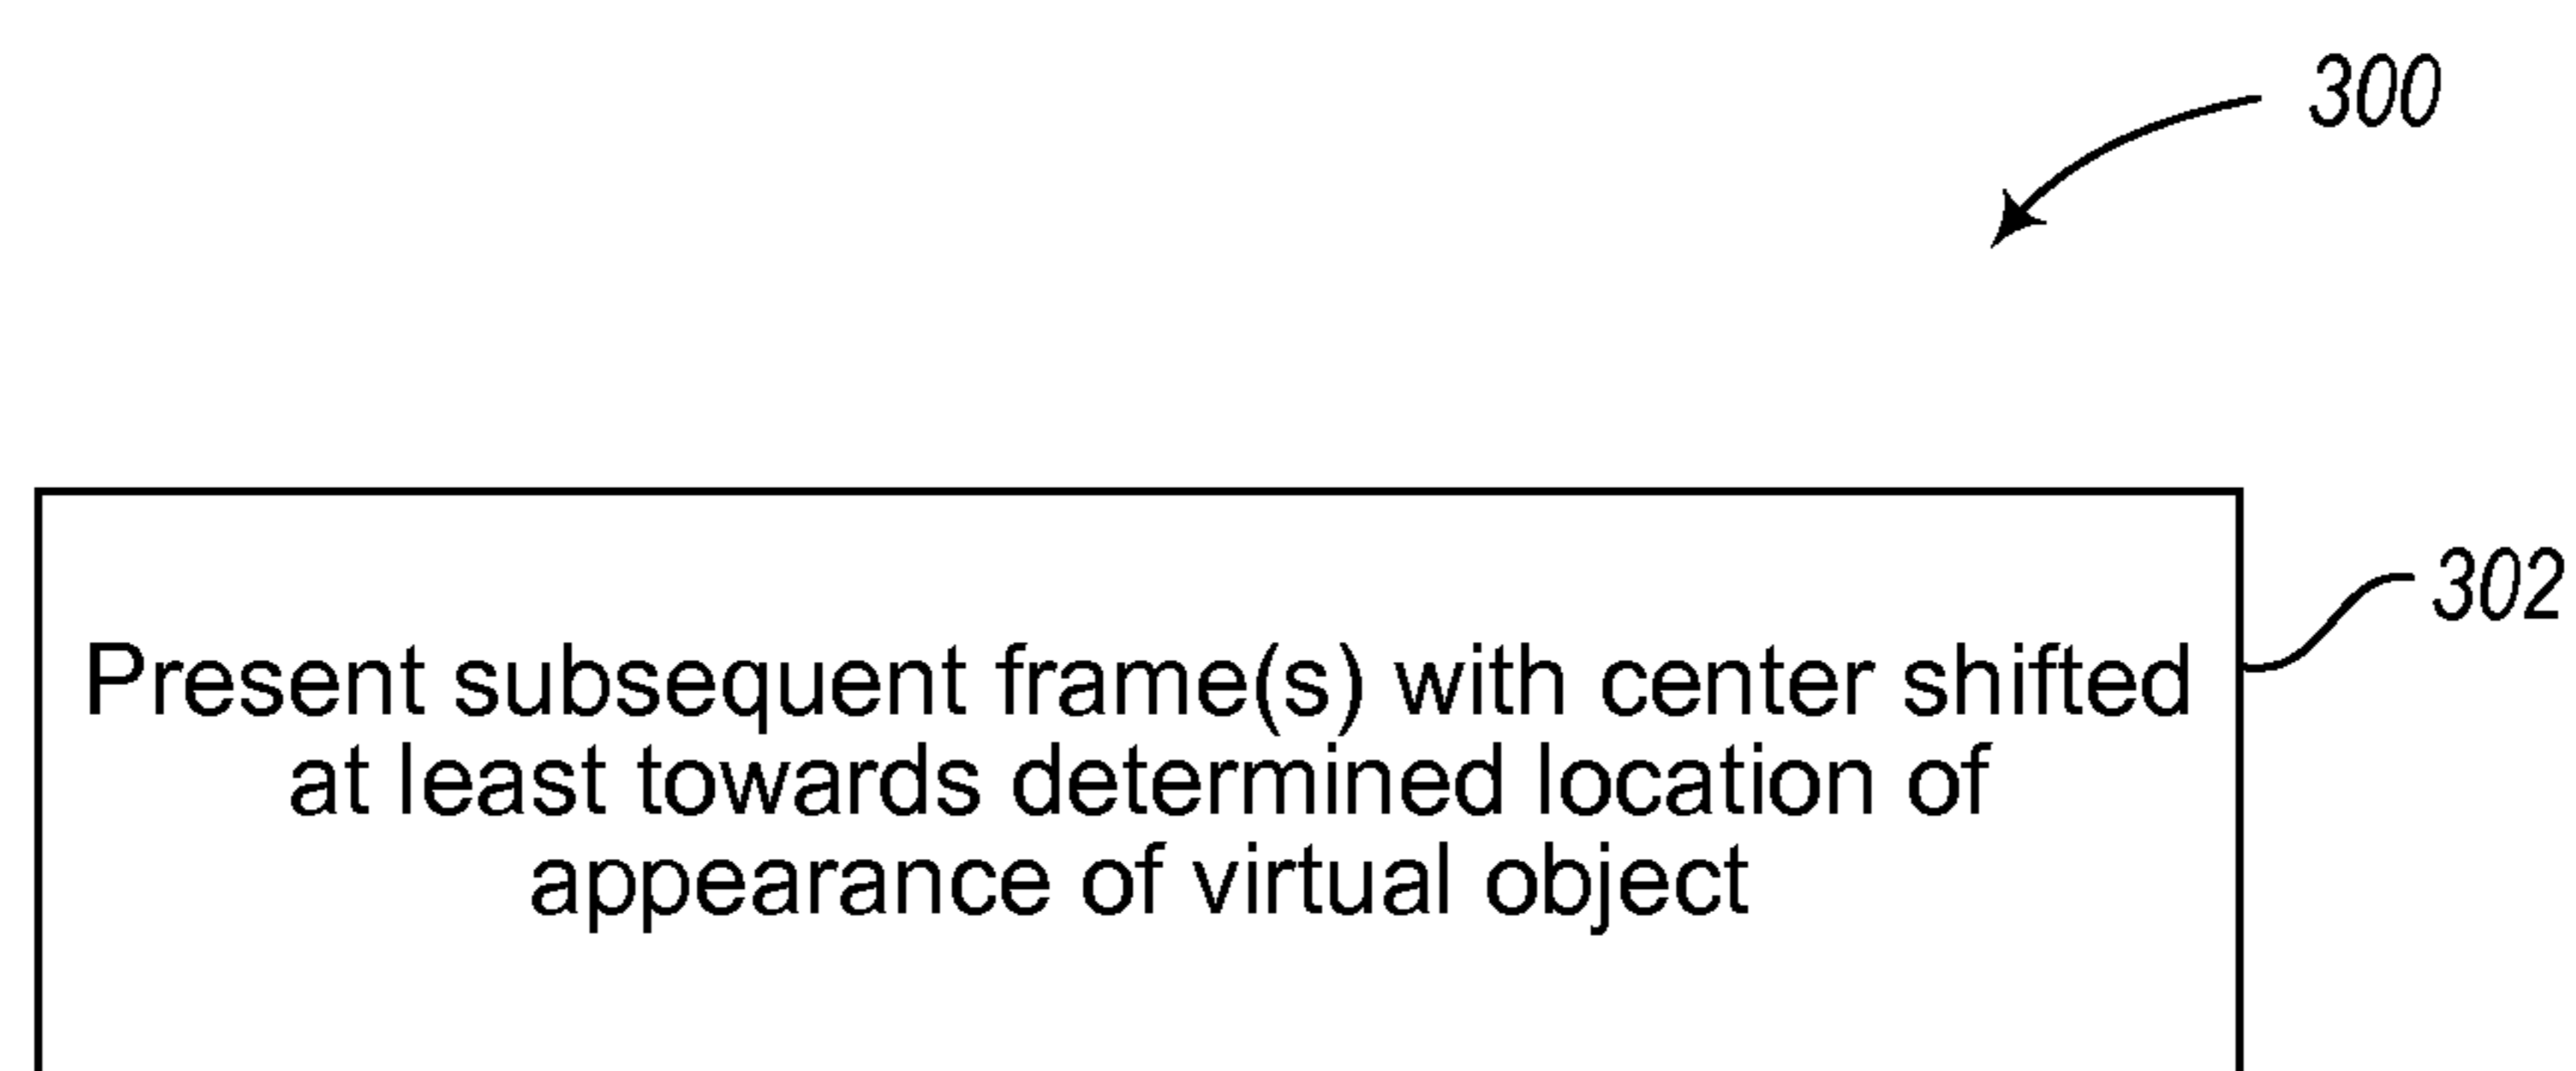 300
302
Present subsequent frame(s) with center shifted
at least towards determined location of
appearance of virtual object